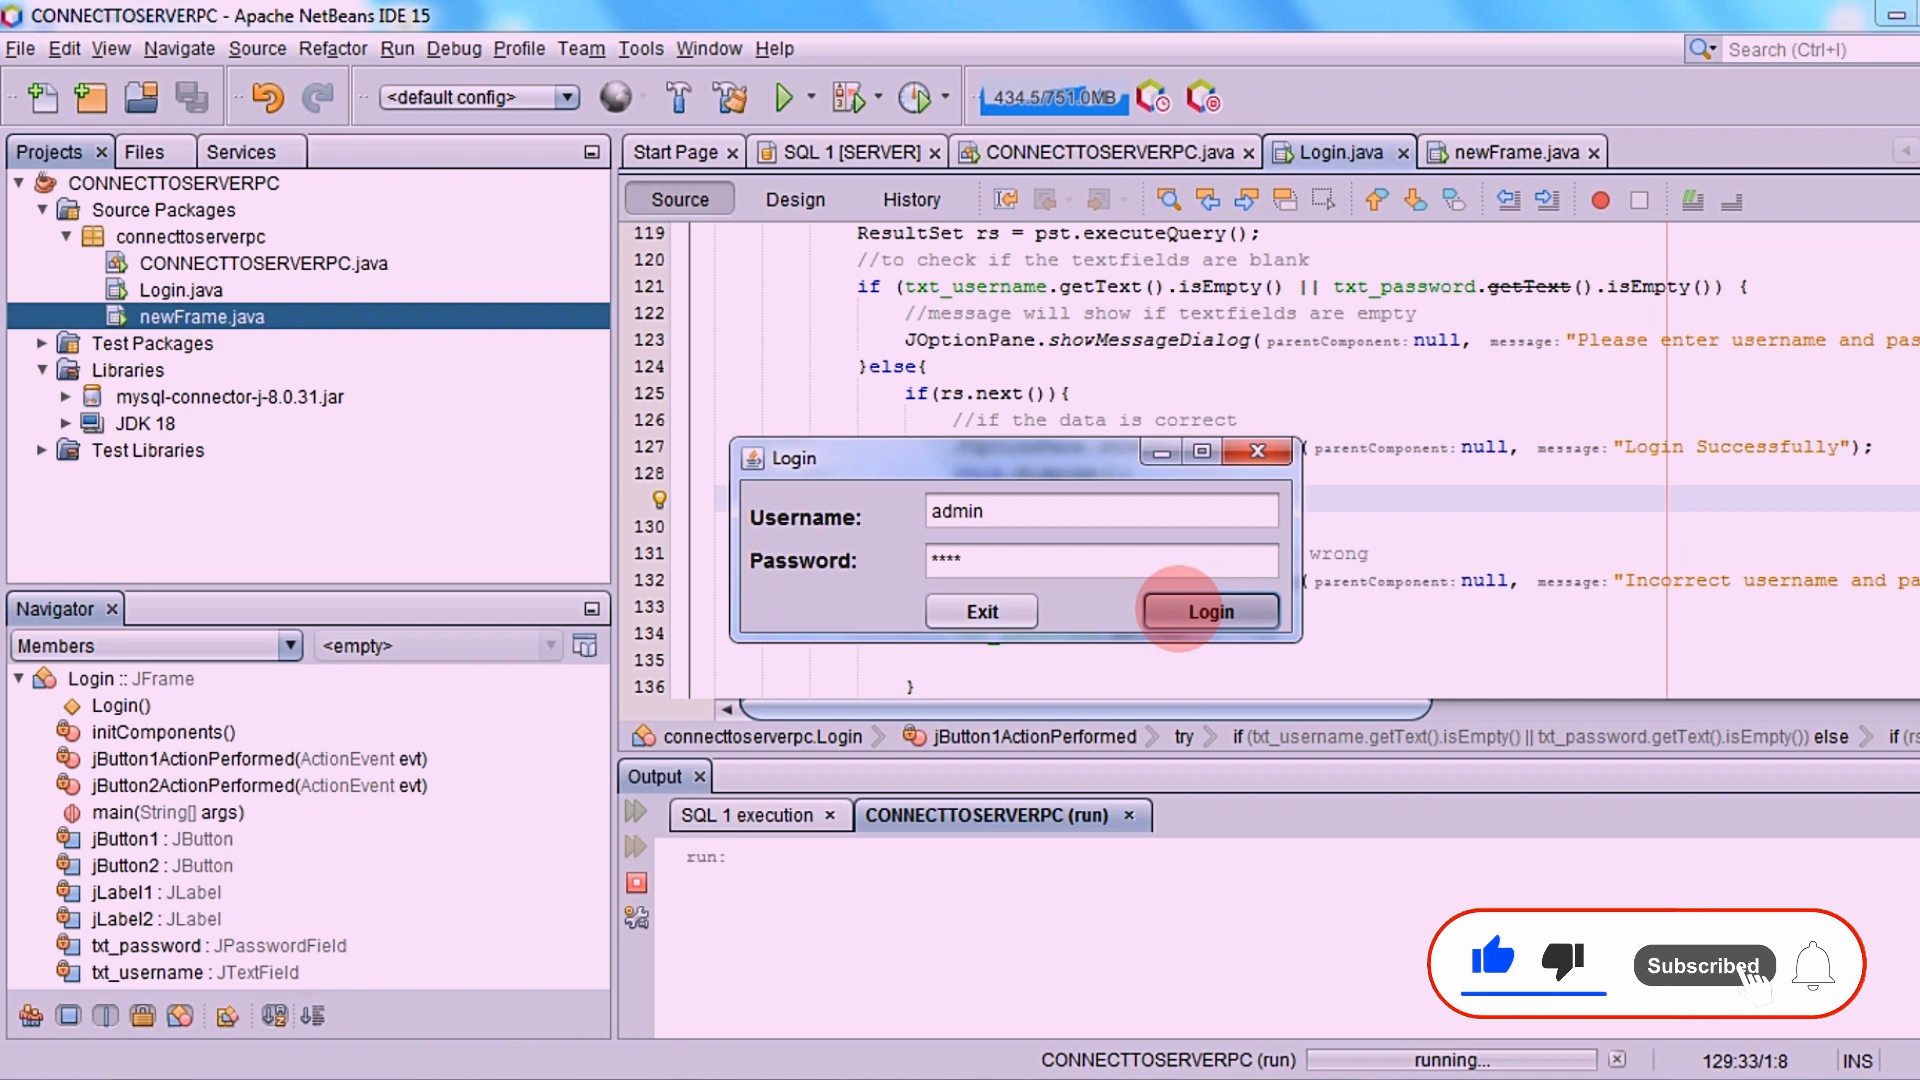 CONNECTTOSERVERPC - Apache NetBeans IDE 15
File Edit View Navigate Source Refactor Run Debug Profile Team Tools Window Help
Search (Ctrl+I)
<default config>
434.5/751.0MB
Projects Files Services
CONNECTTOSERVERPC
Source Packages
connecttoserverpc
CONNECTTOSERVERPC.java
Login.java
newFrame.java
Test Packages
Libraries
mysql-connector-j-8.0.31.jar
JDK 18
Test Libraries
Navigator
Members <empty>
Login :: JFrame
Login()
initComponents()
jButton1ActionPerformed(ActionEvent evt)
jButton2ActionPerformed(ActionEvent evt)
main(String[] args)
jButton1 : JButton
jButton2 : JButton
jLabel1 : JLabel
jLabel2 : JLabel
txt_password : JPasswordField
txt_username : JTextField
Start Page SQL 1 [SERVER] CONNECTTOSERVERPC.java Login.java newFrame.java
Source Design History
119 ResultSet rs = pst.executeQuery();
120 //to check if the textfields are blank
121 if (txt_username.getText().isEmpty() || txt_password.getText().isEmpty()) {
122 //message will show if textfields are empty
123 JOptionPane.showMessageDialog(parentComponent: null, message: "Please enter username and pas
124 }else{
125 if(rs.next()){
126 //if the data is correct
127 (parentComponent: null, message: "Login Successfully");
128
130
131 wrong
132 (parentComponent: null, message: "Incorrect username and pa
133
134
135
136 }
Login
Username: admin
Password: ****
Exit Login
connecttoserverpc.Login jButton1ActionPerformed try if (txt_username.getText().isEmpty() || txt_password.getText().isEmpty()) else if (rs
Output
SQL 1 execution CONNECTTOSERVERPC (run)
run:
Subscribed
CONNECTTOSERVERPC (run) running... 129:33/1:8 INS